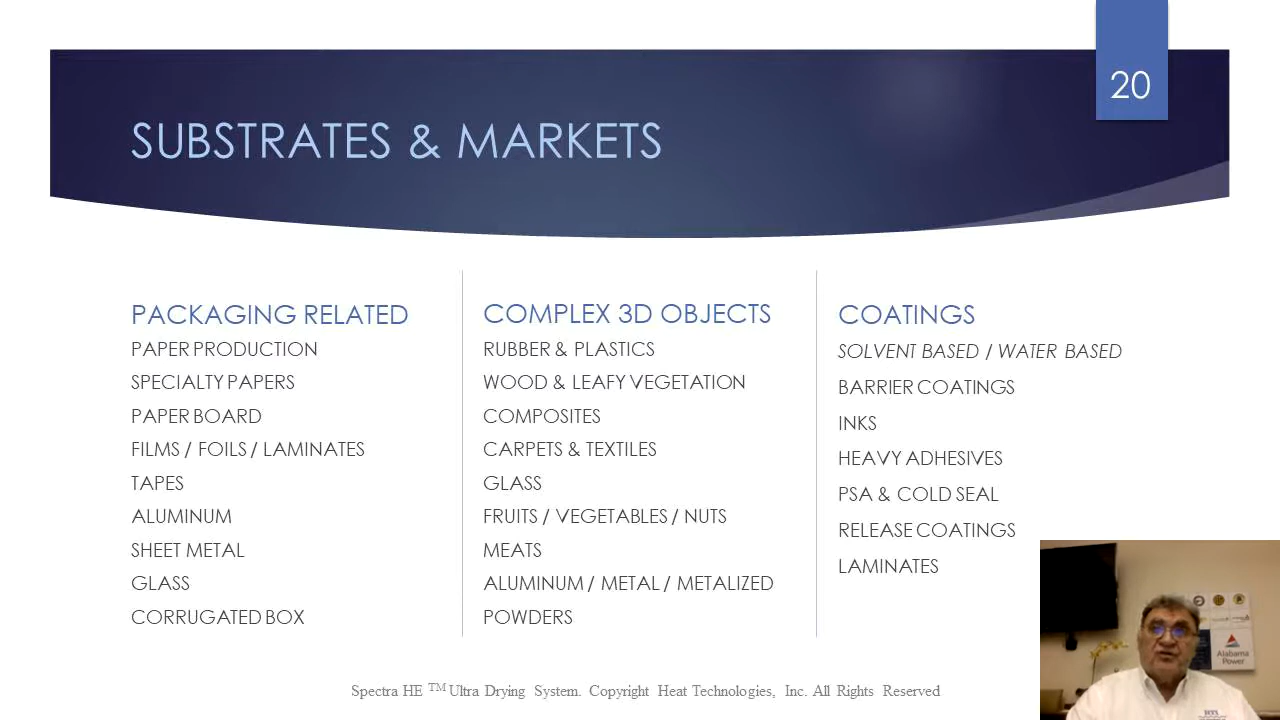 20
SUBSTRATES & MARKETS
PACKAGING RELATED
PAPER PRODUCTION
SPECIALTY PAPERS
PAPER BOARD
FILMS / FOILS / LAMINATES
TAPES
ALUMINUM
SHEET METAL
GLASS
CORRUGATED BOX
COMPLEX 3D OBJECTS
RUBBER & PLASTICS
WOOD & LEAFY VEGETATION
COMPOSITES
CARPETS & TEXTILES
GLASS
FRUITS / VEGETABLES / NUTS
MEATS
ALUMINUM / METAL / METALIZED
POWDERS
COATINGS
SOLVENT BASED / WATER BASED
BARRIER COATINGS
INKS
HEAVY ADHESIVES
PSA & COLD SEAL
RELEASE COATINGS
LAMINATES
Alabama
Power
Spectra HE TM Ultra Drying System. Copyright Heat Technologies, Inc. All Rights Reserved